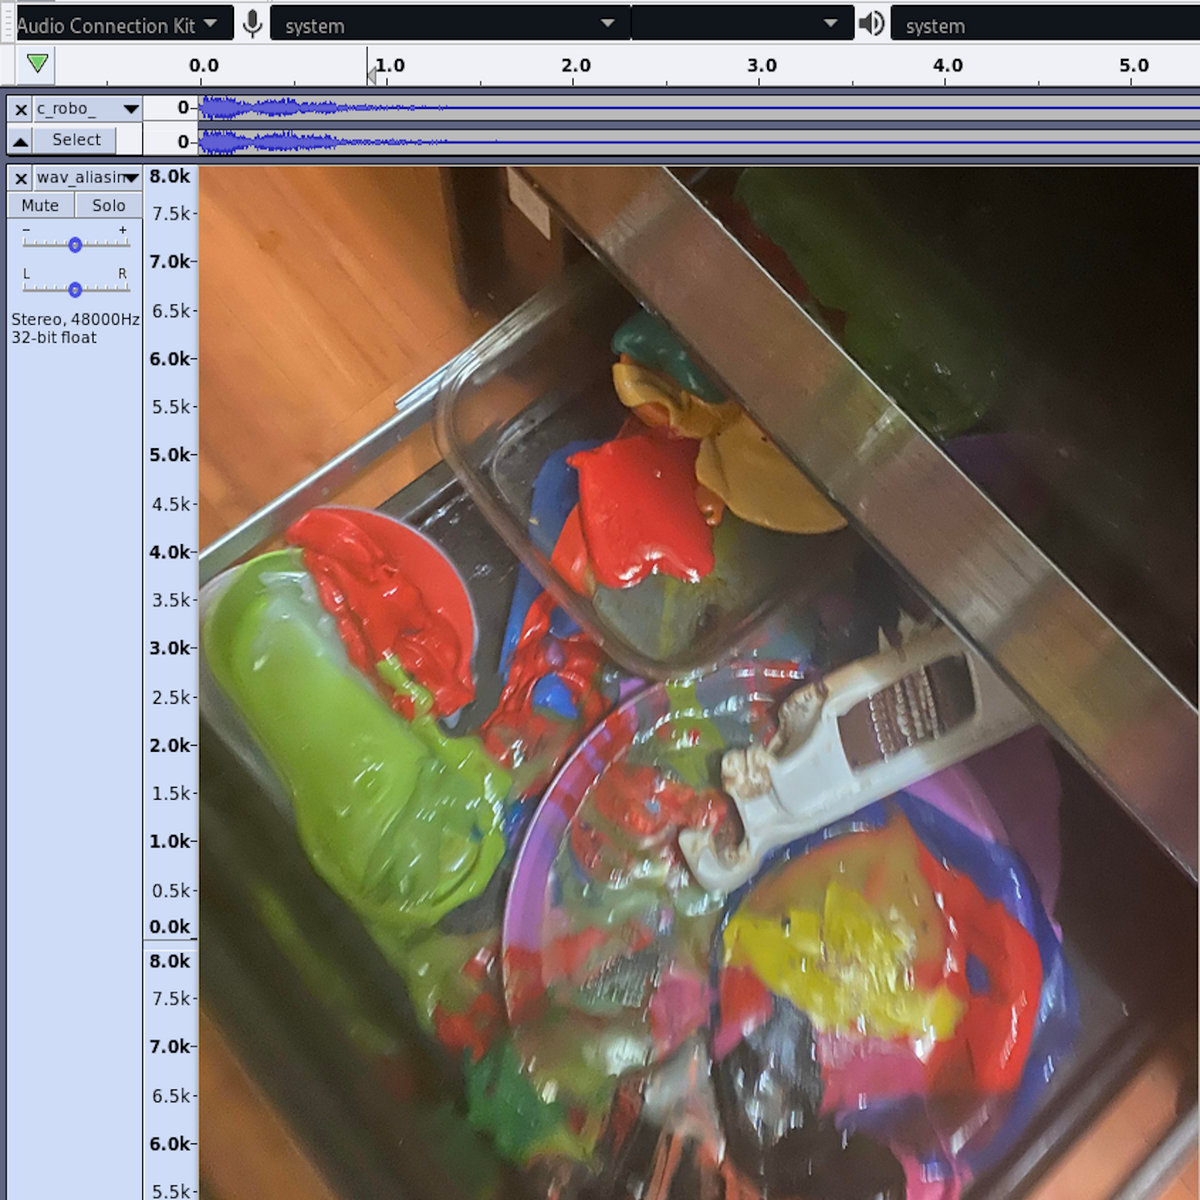 Audio Connection Kit system system
0.0 1.0 2.0 3.0 4.0 5.0
c_robo_ 0
Select 0
wav_aliasin
Mute Solo
- +
L R
Stereo, 48000Hz
32-bit float
8.0k
7.5k
7.0k
6.5k
6.0k
5.5k
5.0k
4.5k
4.0k
3.5k
3.0k
2.5k
2.0k
1.5k
1.0k
0.5k
0.0k
8.0k
7.5k
7.0k
6.5k
6.0k
5.5k